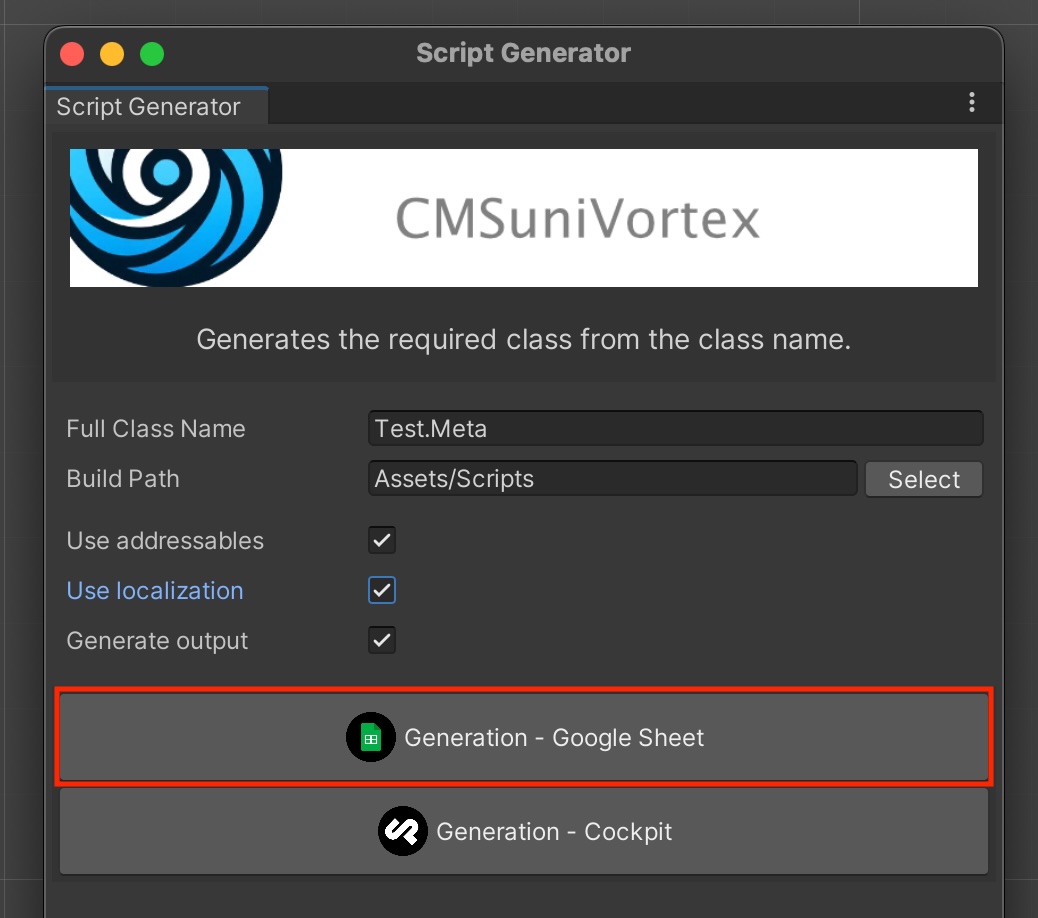 Script Generator
Script Generator
CMSuniVortex
Generates the required class from the class name.
Full Class Name Test.Meta
Build Path Assets/Scripts Select
Use addressables
Use localization
Generate output
Generation - Google Sheet
Generation - Cockpit